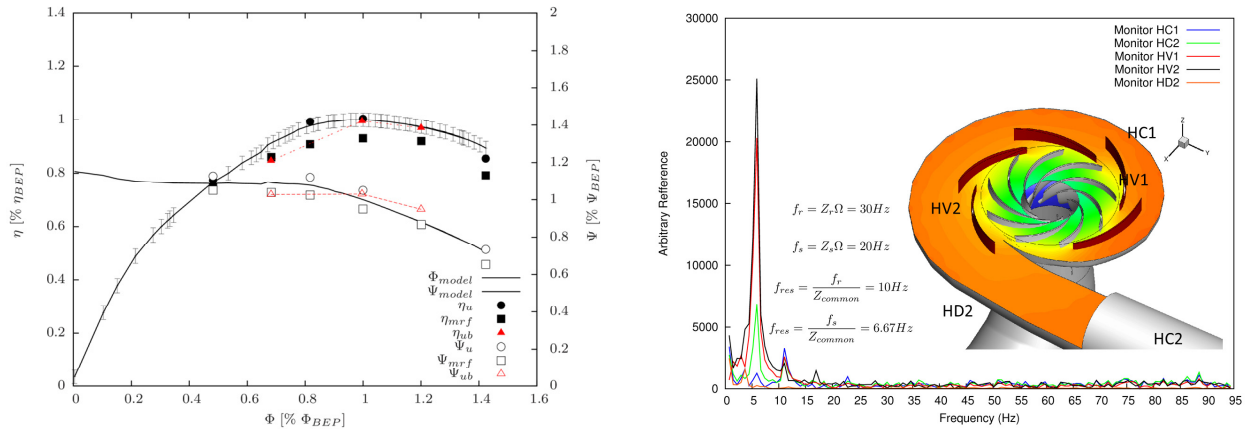 1.4
1.2
1
0.8
0.6
0.4
0.2
0
η [% η_BEP]
2
1.8
1.6
1.4
1.2
1
0.8
0.6
0.4
0.2
0
Ψ [% Ψ_BEP]
Φ_model
Ψ_model
η_u
η_mrf
η_ub
Ψ_u
Ψ_mrf
Ψ_ub
0 0.2 0.4 0.6 0.8 1 1.2 1.4 1.6
Φ [% Φ_BEP]
30000
25000
20000
15000
10000
5000
0
Arbitrary Refference
Monitor HC1
Monitor HC2
Monitor HV1
Monitor HV2
Monitor HD2
HC1
HV1
HV2
HD2
HC2
Z
X
Y
f_r = Z_rΩ = 30Hz
f_s = Z_sΩ = 20Hz
f_res = f_r / Z_common = 10Hz
f_res = f_s / Z_common = 6.67Hz
0 5 10 15 20 25 30 35 40 45 50 55 60 65 70 75 80 85 90 95
Frequency (Hz)